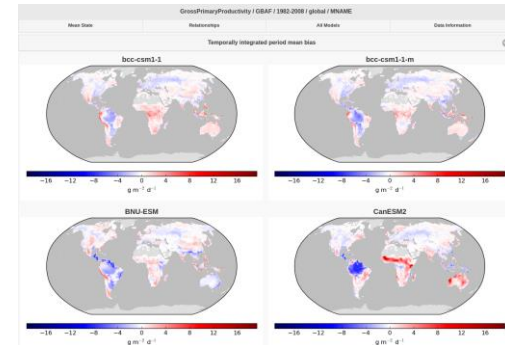 GrossPrimaryProductivity / GBAF / 1982-2008 / global / MNAME
Mean State Relationships All Models Data Information
Temporally integrated period mean bias
bcc-csm1-1 bcc-csm1-1-m
−16 −12 −8 −4 0 4 8 12 16 −16 −12 −8 −4 0 4 8 12 16
g m⁻² d⁻¹ g m⁻² d⁻¹
BNU-ESM CanESM2
−16 −12 −8 −4 0 4 8 12 16 −16 −12 −8 −4 0 4 8 12 16
g m⁻² d⁻¹ g m⁻² d⁻¹